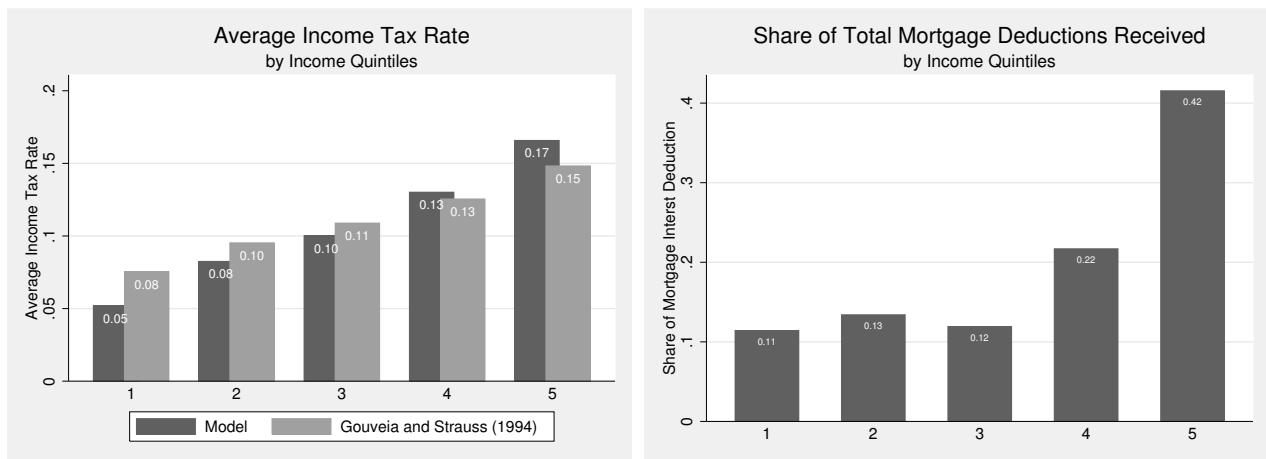 Average Income Tax Rate
by Income Quintiles
Average Income Tax Rate
.2
.15
.1
.05
0
0.05
0.08
0.08
0.10
0.10
0.11
0.13
0.13
0.17
0.15
1 2 3 4 5
Model Gouveia and Strauss (1994)
Share of Total Mortgage Deductions Received
by Income Quintiles
Share of Mortgage Interst Deduction
.4
.3
.2
.1
0
0.11
0.13
0.12
0.22
0.42
1 2 3 4 5